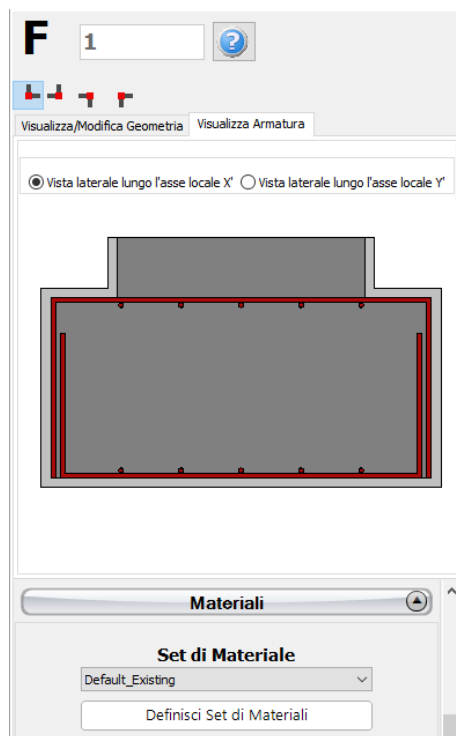 F 1 ?
Visualizza/Modifica Geometria Visualizza Armatura
Vista laterale lungo l'asse locale X' Vista laterale lungo l'asse locale Y'
Materiali
Set di Materiale
Default_Existing
Definisci Set di Materiali